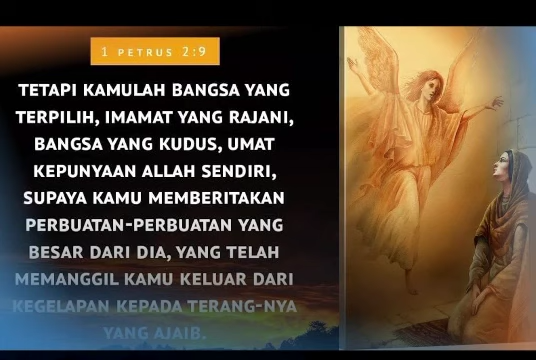 1 PETRUS 2:9
TETAPI KAMULAH BANGSA YANG
TERPILIH, IMAMAT YANG RAJANI,
BANGSA YANG KUDUS, UMAT
KEPUNYAAN ALLAH SENDIRI,
SUPAYA KAMU MEMBERITAKAN
PERBUATAN-PERBUATAN YANG
BESAR DARI DIA, YANG TELAH
MEMANGGIL KAMU KELUAR DARI
KEGELAPAN KEPADA TERANG-NYA
YANG AJAIB.